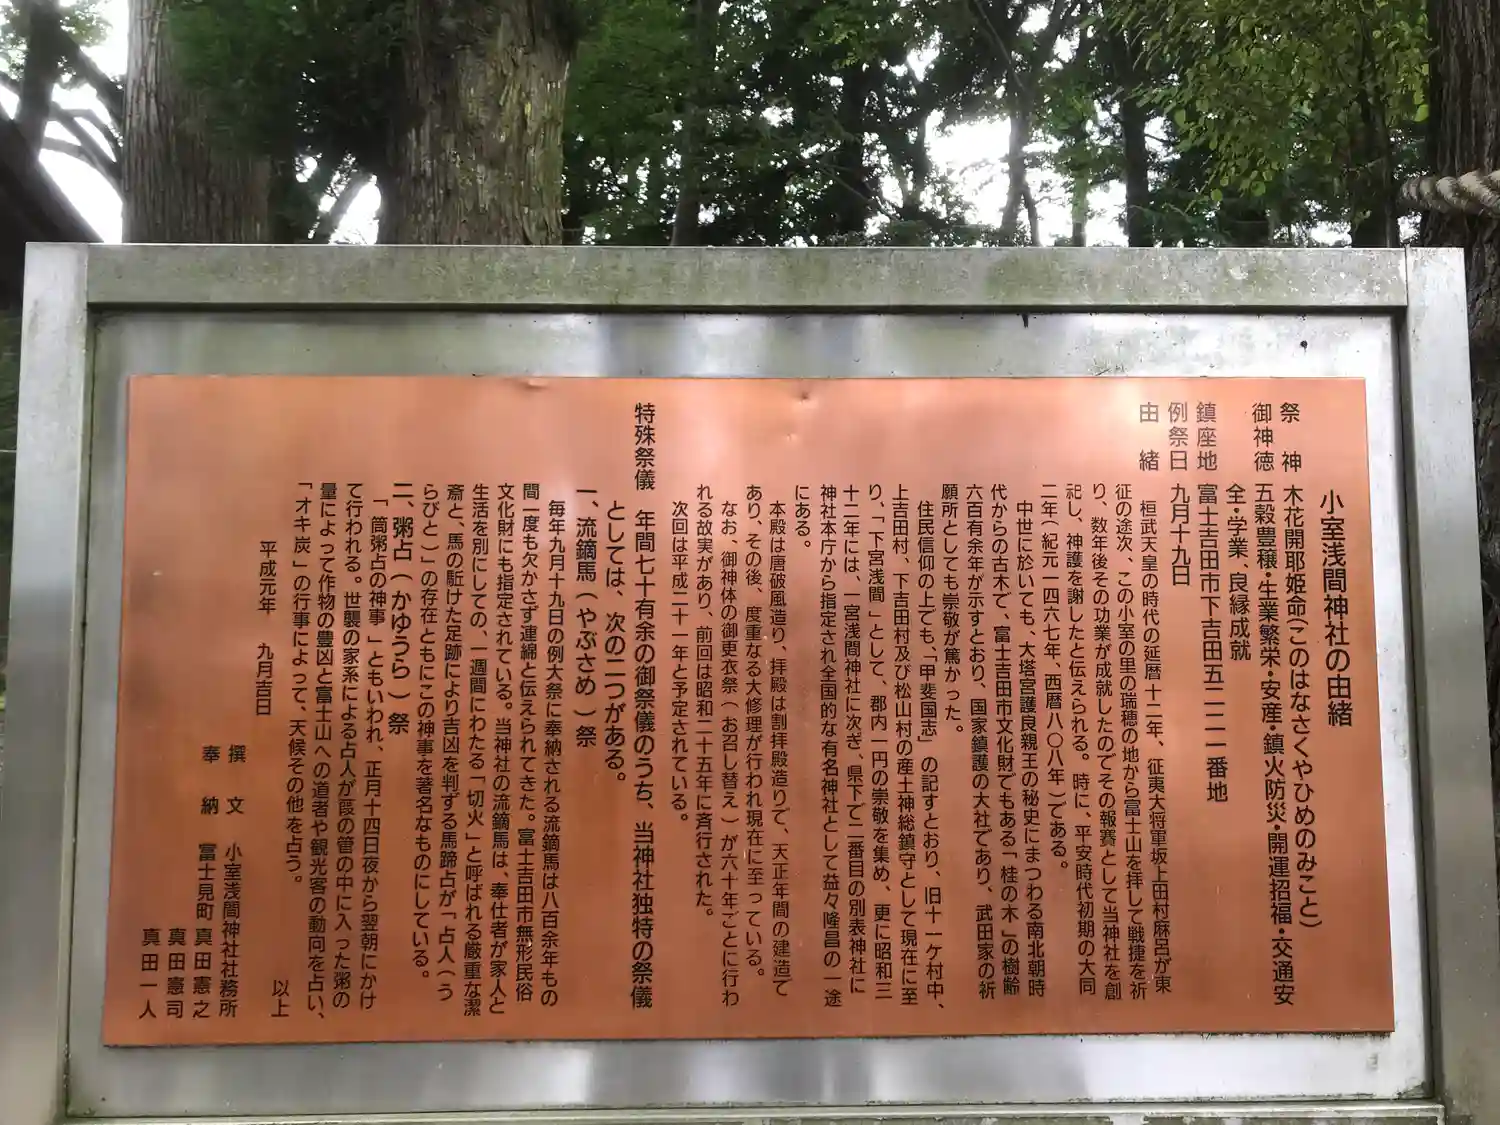 小室浅間神社の由緒
祭神 木花開耶姫命(このはなさくやひめのみこと)
御神徳 五穀豊穣・生業繁栄・安産・鎮火防災・開運招福・交通安
全・学業、良縁成就
鎮座地 富士吉田市下吉田五二二一番地
例祭日 九月十九日
由緒
桓武天皇の時代の延暦十二年、征夷大将軍坂上田村麻呂が東
征の途次、この小室の里の瑞穂の地から富士山を拝して戦捷を祈
り、数年後その功業が成就したのでその報賽として当神社を創
祀し、神護を謝したと伝えられる。時に、平安時代初期の大同
二年(紀元一四六七年、西暦八〇八年)である。
中世に於いても、大塔宮護良親王の秘史にまつわる南北朝時
代からの古木で、富士吉田市文化財でもある「桂の木」の樹齢
六百有余年が示すとおり、国家鎮護の大社であり、武田家の祈
願所としても崇敬が篤かった。
住民信仰の上でも、「甲斐国志」の記すとおり、旧十一ケ村中、
上吉田村、下吉田村及び松山村の産土神総鎮守として現在に至
り、「下宮浅間」として、郡内一円の崇敬を集め、更に昭和三
十二年には、一宮浅間神社に次ぎ、県下で二番目の別表神社に
神社本庁から指定され全国的な有名神社として益々隆昌の一途
にある。
本殿は唐破風造り、拝殿は割拝殿造りで、天正年間の建造で
あり、その後、度重なる大修理が行われ現在に至っている。
なお、御神体の御更衣祭(お召し替え)が六十年ごとに行わ
れる故実があり、前回は昭和二十五年に斉行された。
次回は平成二十一年と予定されている。
特殊祭儀 年間七十有余の御祭儀のうち、当神社独特の祭儀
としては、次の二つがある。
一、流鏑馬(やぶさめ)祭
毎年九月十九日の例大祭に奉納される流鏑馬は八百余年もの
間一度も欠かさず連綿と伝えられてきた。富士吉田市無形民俗
文化財にも指定されている。当神社の流鏑馬は、奉仕者が家人と
生活を別にしての、一週間にわたる「切火」と呼ばれる厳重な潔
斎と、馬の駈けた足跡により吉凶を判ずる馬蹄占が「占人(う
らびと)」の存在ともにこの神事を著名なものにしている。
二、粥占(かゆうら)祭
「筒粥占の神事」ともいわれ、正月十四日夜から翌朝にかけ
て行われる。世襲の家系による占人が葭の管の中に入った粥の
量によって作物の豊凶と富士山への道者や観光客の動向を占い、
「オキ炭」の行事によって、天候その他を占う。
以上
平成元年 九月吉日
撰文 小室浅間神社社務所
奉納 富士見町 真田憲之
真田憲司
真田一人